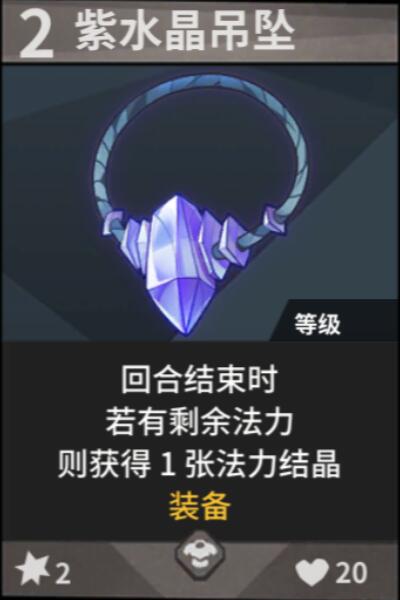 2 紫水晶吊坠
等级
回合结束时
若有剩余法力
则获得 1 张法力结晶
装备
2 20